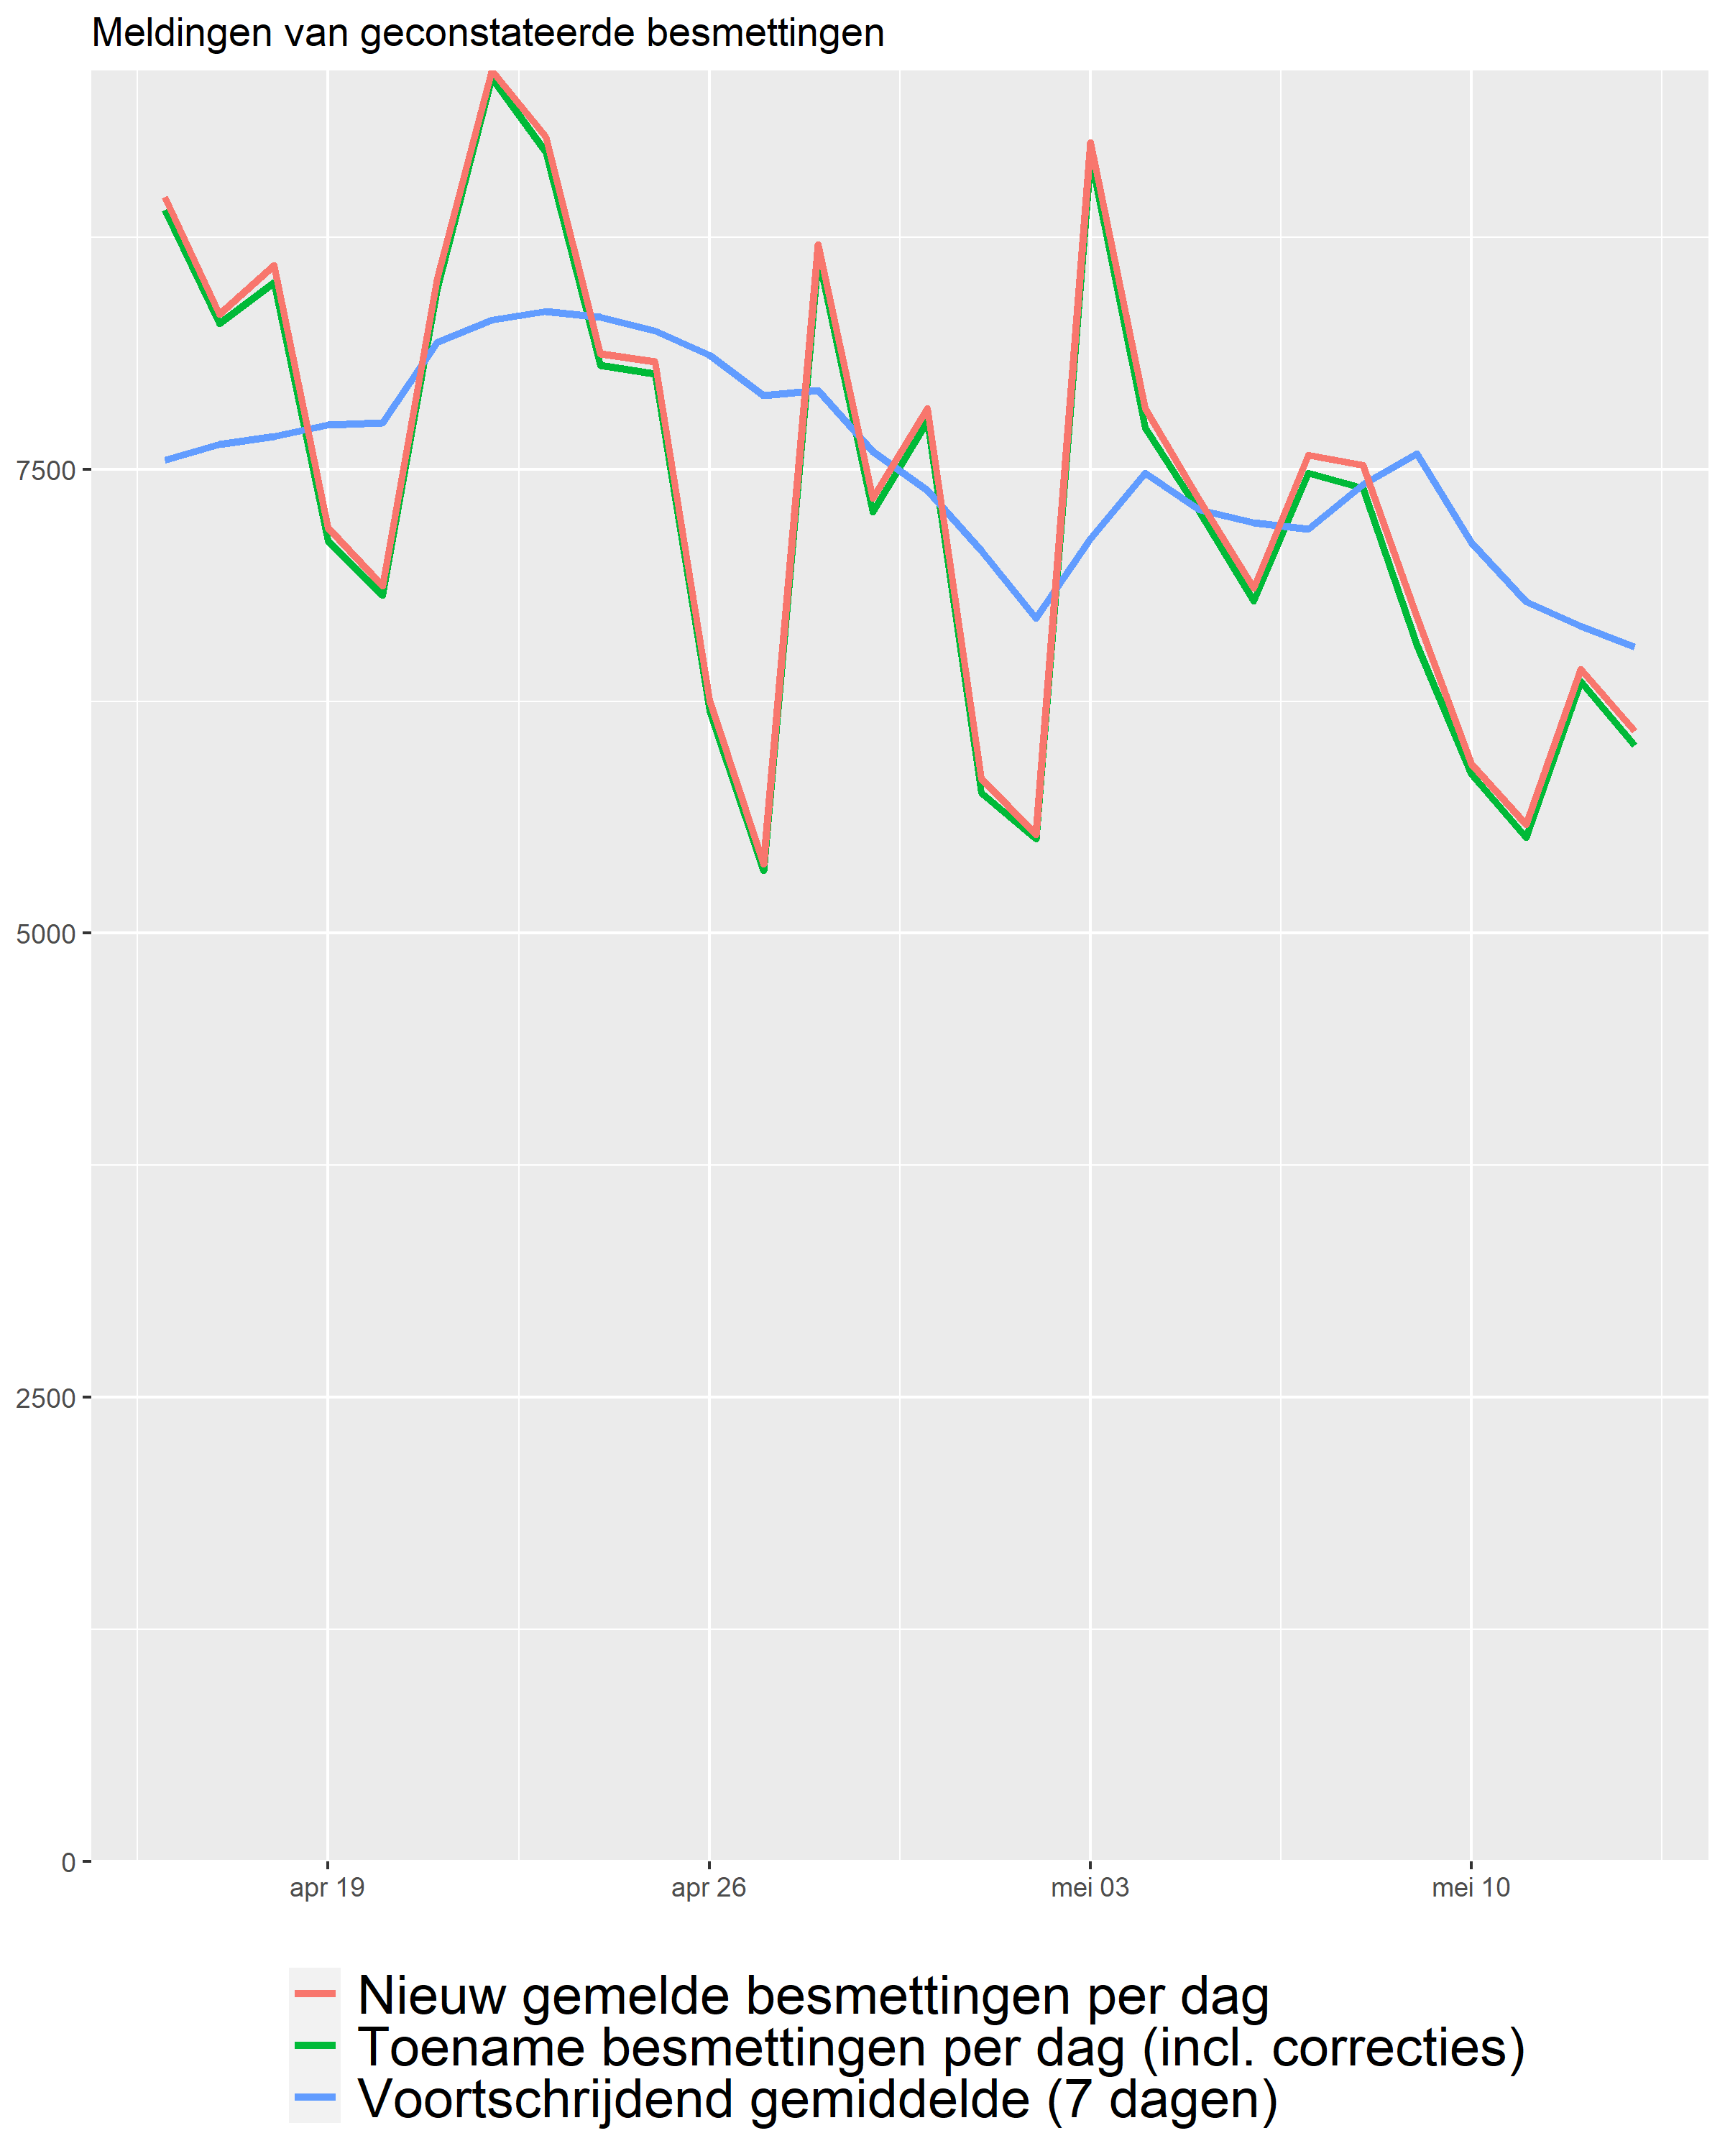 Meldingen van geconstateerde besmettingen
7500
5000
2500
0
apr 19 apr 26 mei 03 mei 10
Nieuw gemelde besmettingen per dag
Toename besmettingen per dag (incl. correcties)
Voortschrijdend gemiddelde (7 dagen)